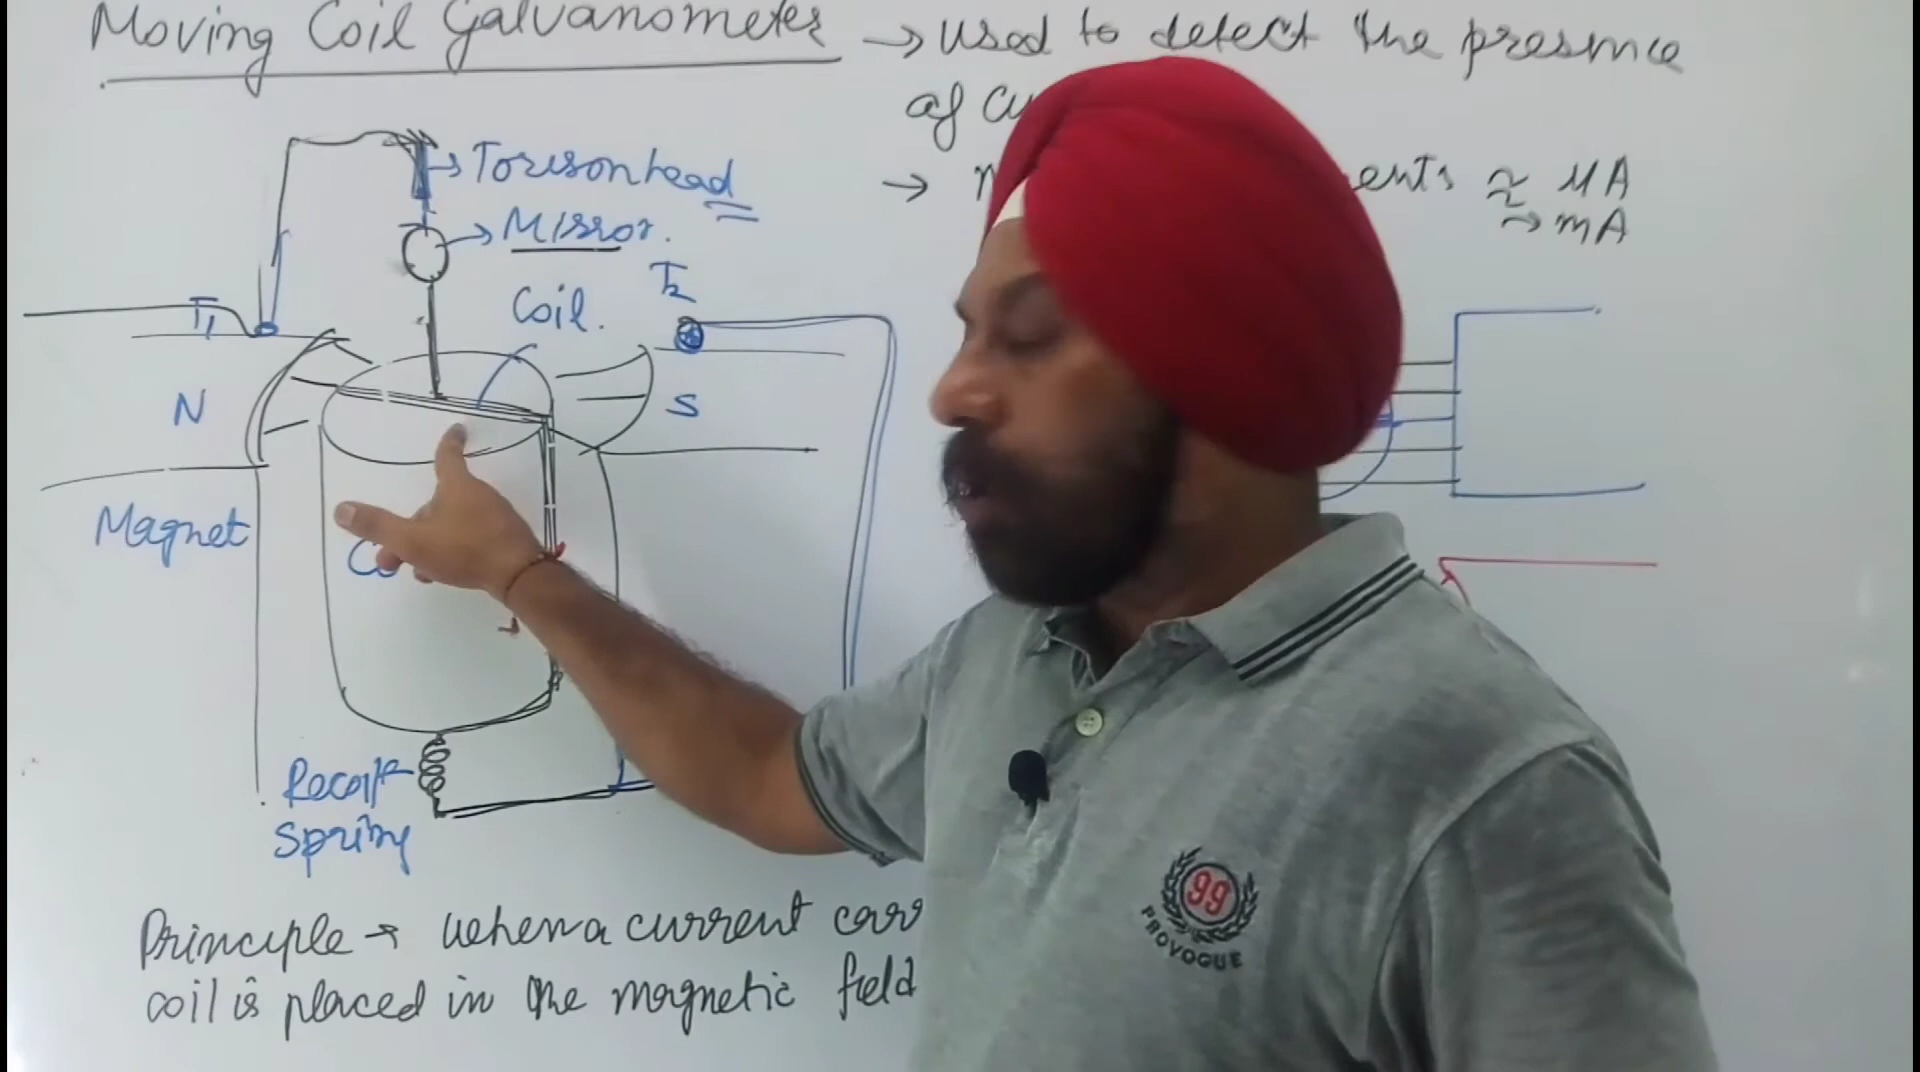 Moving Coil Galvanometer → Used to detect the presence
of
→ Torsion head
→ Mirror.
≈ μA
→ mA
Coil.
T1
T2
N
S
Magnet
Recoil
Spring
Principle → when a current
coil is placed in the magnetic field
99
PROVOGUE